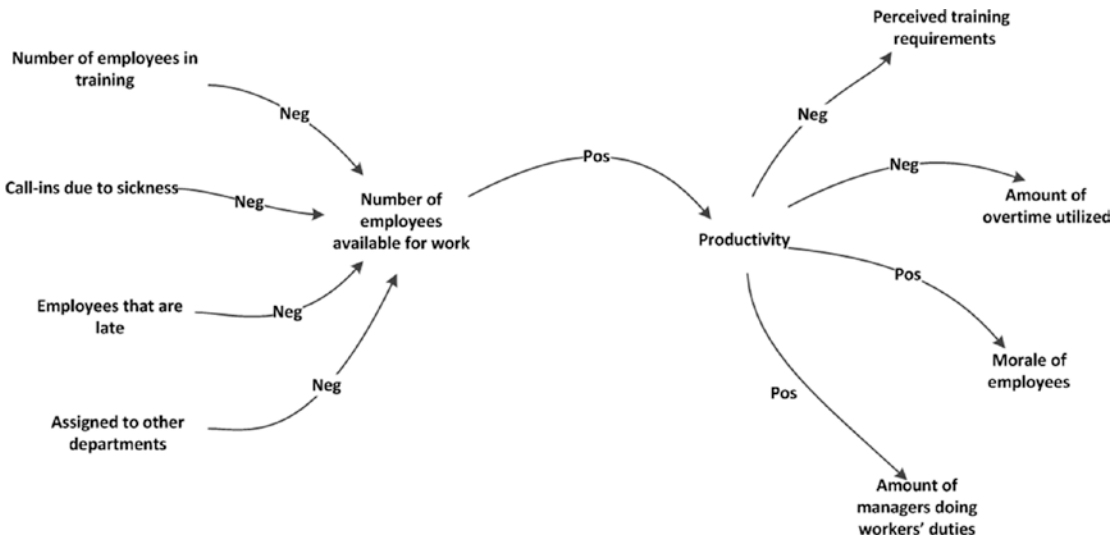 Number of employees in
training
Neg
Call-ins due to sickness
Neg
Employees that are
late
Neg
Assigned to other
departments
Neg
Number of
employees
available for work
Pos
Productivity
Neg
Perceived training
requirements
Neg
Amount of
overtime utilized
Pos
Morale of
employees
Pos
Amount of
managers doing
workers' duties